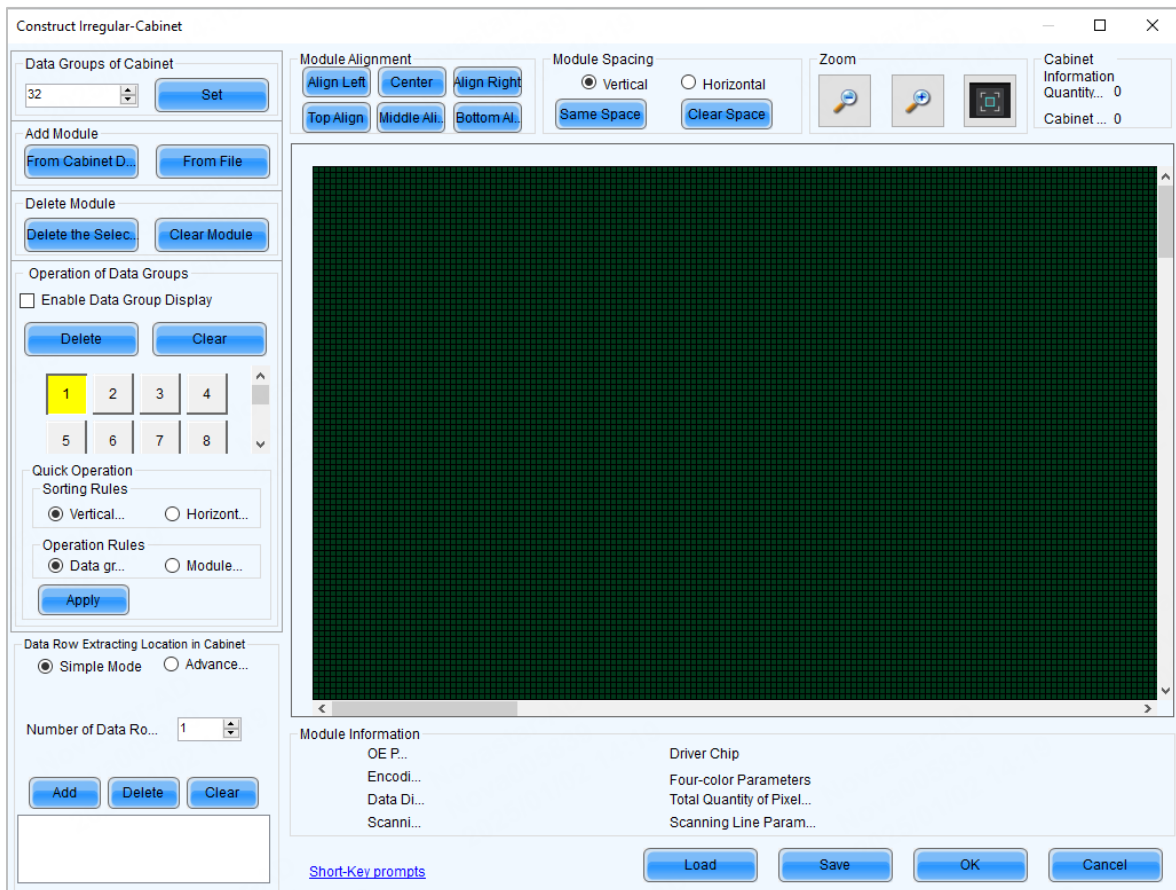 Construct Irregular-Cabinet
Data Groups of Cabinet
32
Set
Add Module
From Cabinet D...
From File
Delete Module
Delete the Selec...
Clear Module
Operation of Data Groups
Enable Data Group Display
Delete
Clear
1 2 3 4
5 6 7 8
Quick Operation
Sorting Rules
Vertical... Horizont...
Operation Rules
Data gr... Module...
Apply
Data Row Extracting Location in Cabinet
Simple Mode Advance...
Number of Data Ro... 1
Add Delete Clear
Module Alignment
Align Left Center Align Right
Top Align Middle Ali.. Bottom Al..
Module Spacing
Vertical Horizontal
Same Space Clear Space
Zoom
Cabinet
Information
Quantity... 0
Cabinet ... 0
Module Information
OE P... Driver Chip
Encodi... Four-color Parameters
Data Di... Total Quantity of Pixel...
Scanni... Scanning Line Param...
Short-Key prompts
Load Save OK Cancel